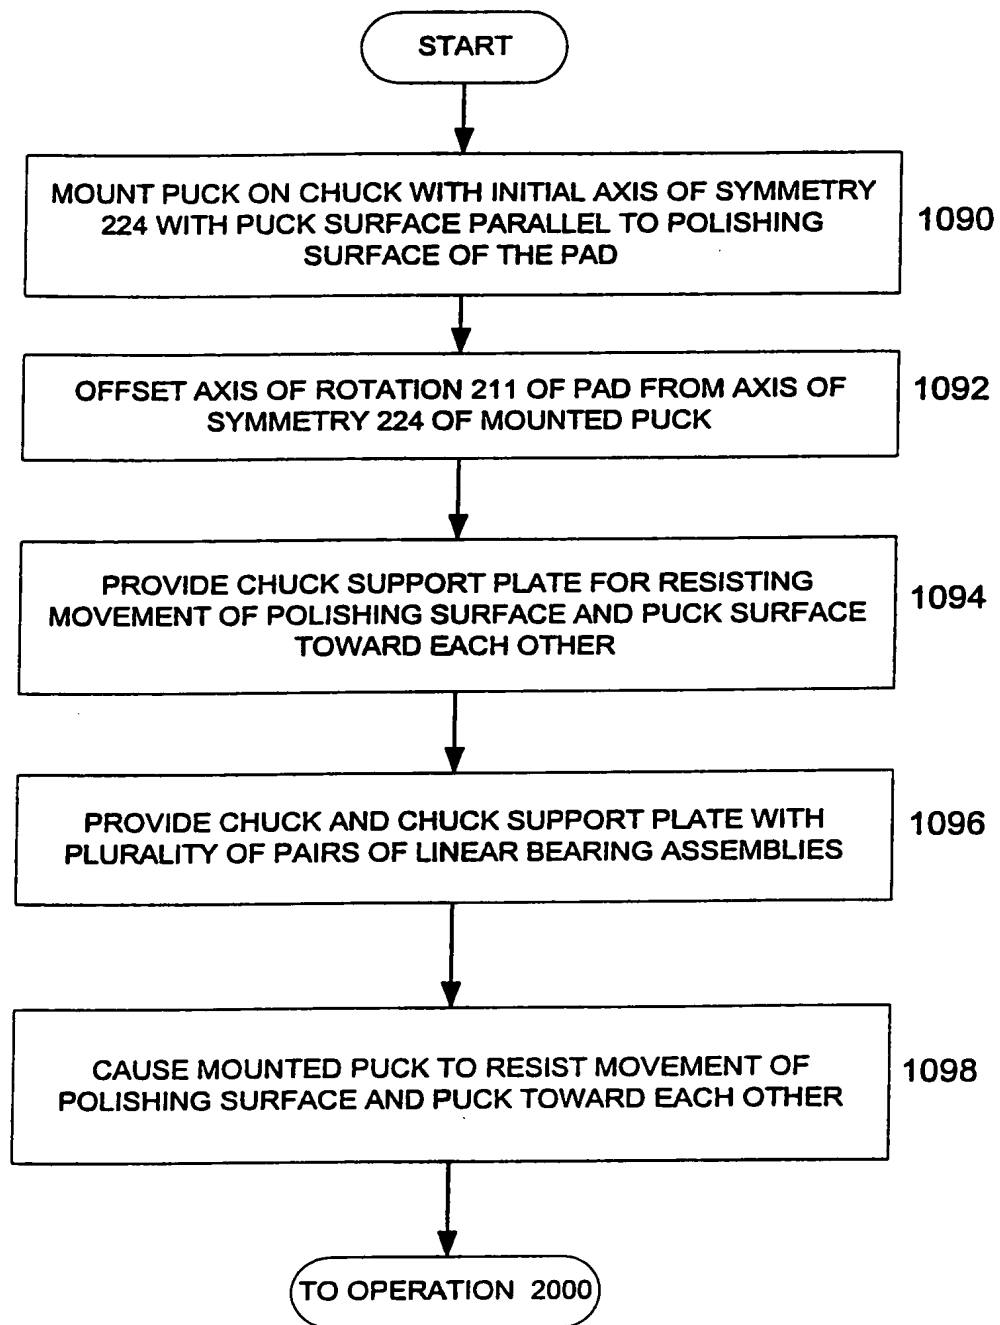 START
MOUNT PUCK ON CHUCK WITH INITIAL AXIS OF SYMMETRY
224 WITH PUCK SURFACE PARALLEL TO POLISHING
SURFACE OF THE PAD
1090
OFFSET AXIS OF ROTATION 211 OF PAD FROM AXIS OF
SYMMETRY 224 OF MOUNTED PUCK
1092
PROVIDE CHUCK SUPPORT PLATE FOR RESISTING
MOVEMENT OF POLISHING SURFACE AND PUCK SURFACE
TOWARD EACH OTHER
1094
PROVIDE CHUCK AND CHUCK SUPPORT PLATE WITH
PLURALITY OF PAIRS OF LINEAR BEARING ASSEMBLIES
1096
CAUSE MOUNTED PUCK TO RESIST MOVEMENT OF
POLISHING SURFACE AND PUCK TOWARD EACH OTHER
1098
TO OPERATION 2000